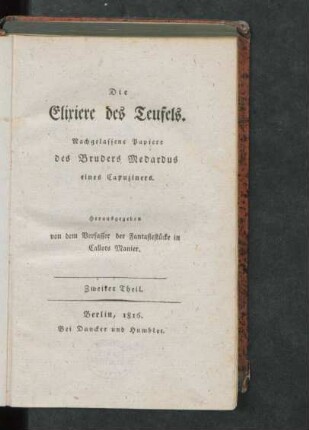 Die
Elixiere des Teufels.
Nachgelassene Papiere
des Bruders Medardus
eines Capuziners.
Herausgegeben
von dem Verfasser der Fantasiestücke in
Callots Manier.
Zweiter Theil.
Berlin, 1816.
Bei Duncker und Humblot.